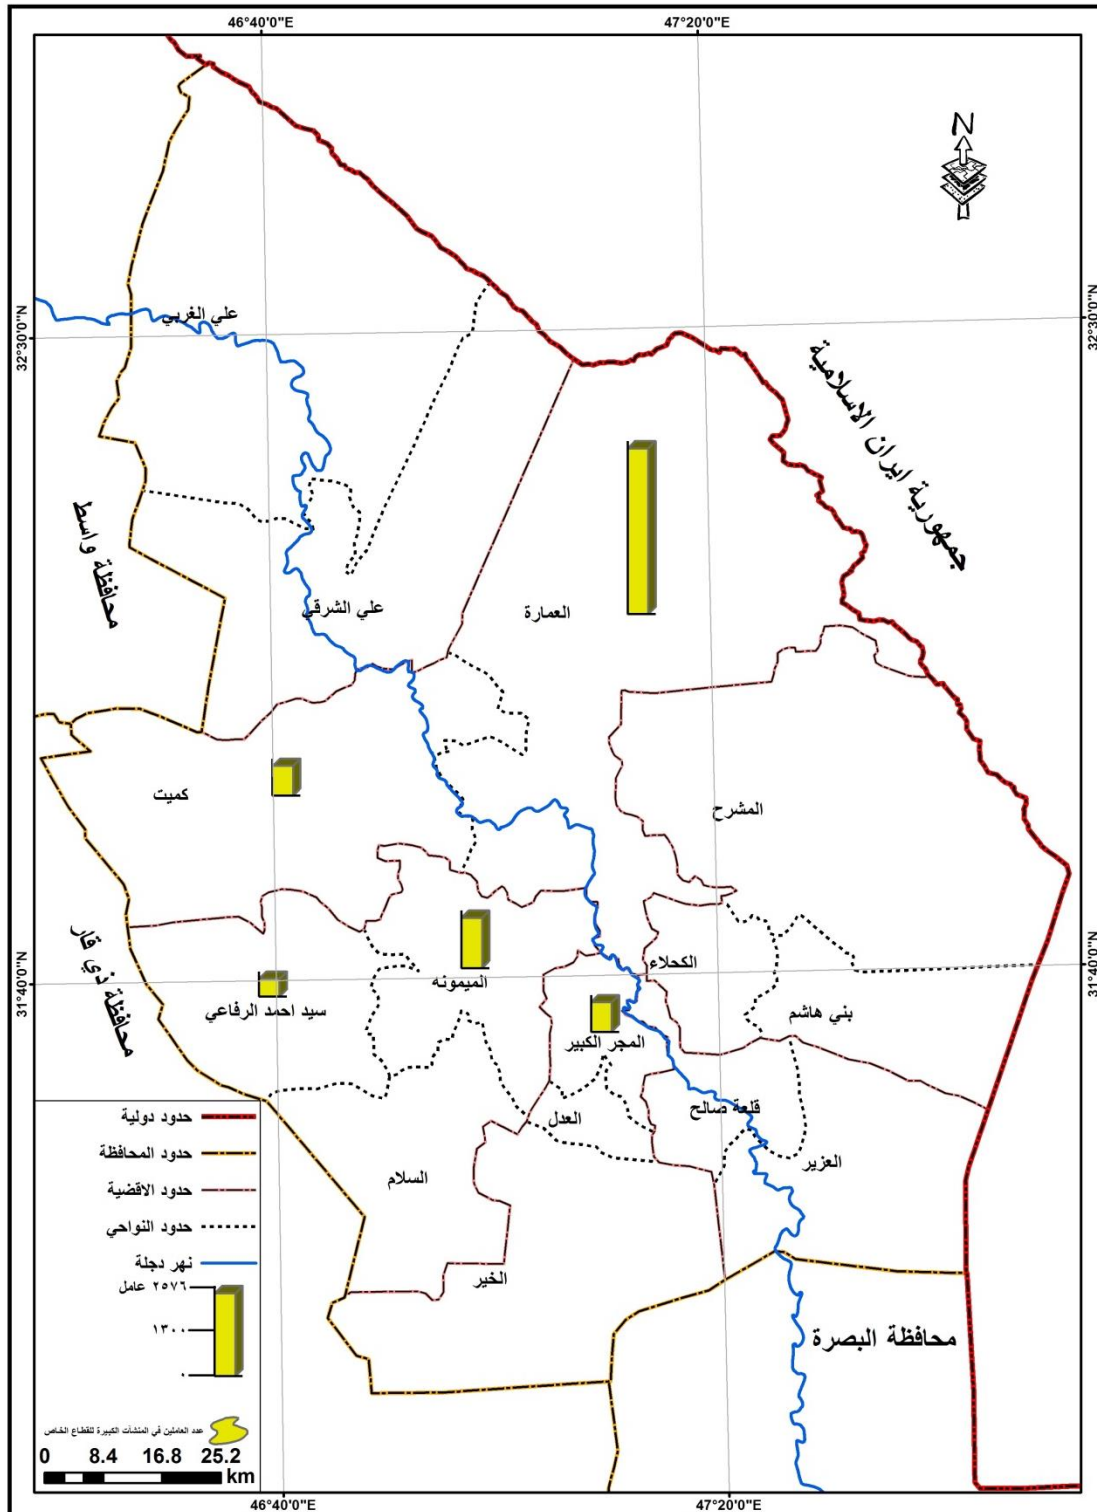 46°40'0"E
47°20'0"E
N
علي الغربي
32°30'0"N
32°30'0"N
جمهورية ايران الاسلامية
محافظة واسط
علي الشرقي
العمارة
كميت
المشرح
محافظة ذي قار
31°40'0"N
31°40'0"N
الكحلاء
الميمونه
سيد احمد الرفاعي
بني هاشم
المجر الكبير
قلعة صالح
العدل
العزير
السلام
الخير
محافظة البصرة
حدود دولية
حدود المحافظة
حدود الاقضية
حدود النواحي
نهر دجلة
٢٥٧٦ عامل
١٣٠٠
٠
عدد العاملين في المنشآت الكبيرة للقطاع الخاص
0 8.4 16.8 25.2
km
46°40'0"E
47°20'0"E